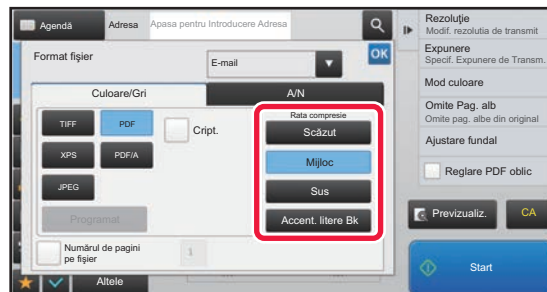 Agendă
Adresa
Apasa pentru Introducere Adresa
Format fișier
E-mail
OK
Culoare/Gri
A/N
TIFF
PDF
Cript.
XPS
PDF/A
JPEG
Programat
Rata compresie
Scăzut
Mijloc
Sus
Accent. litere Bk
Numărul de pagini
pe fișier
1
Altele
Rezoluţie
Modif. rezolutia de transmit
Expunere
Specif. Expunere de Transm.
Mod culoare
Omite Pag. alb
Omite pag. albe din original
Ajustare fundal
Reglare PDF oblic
Previzualiz.
CA
Start